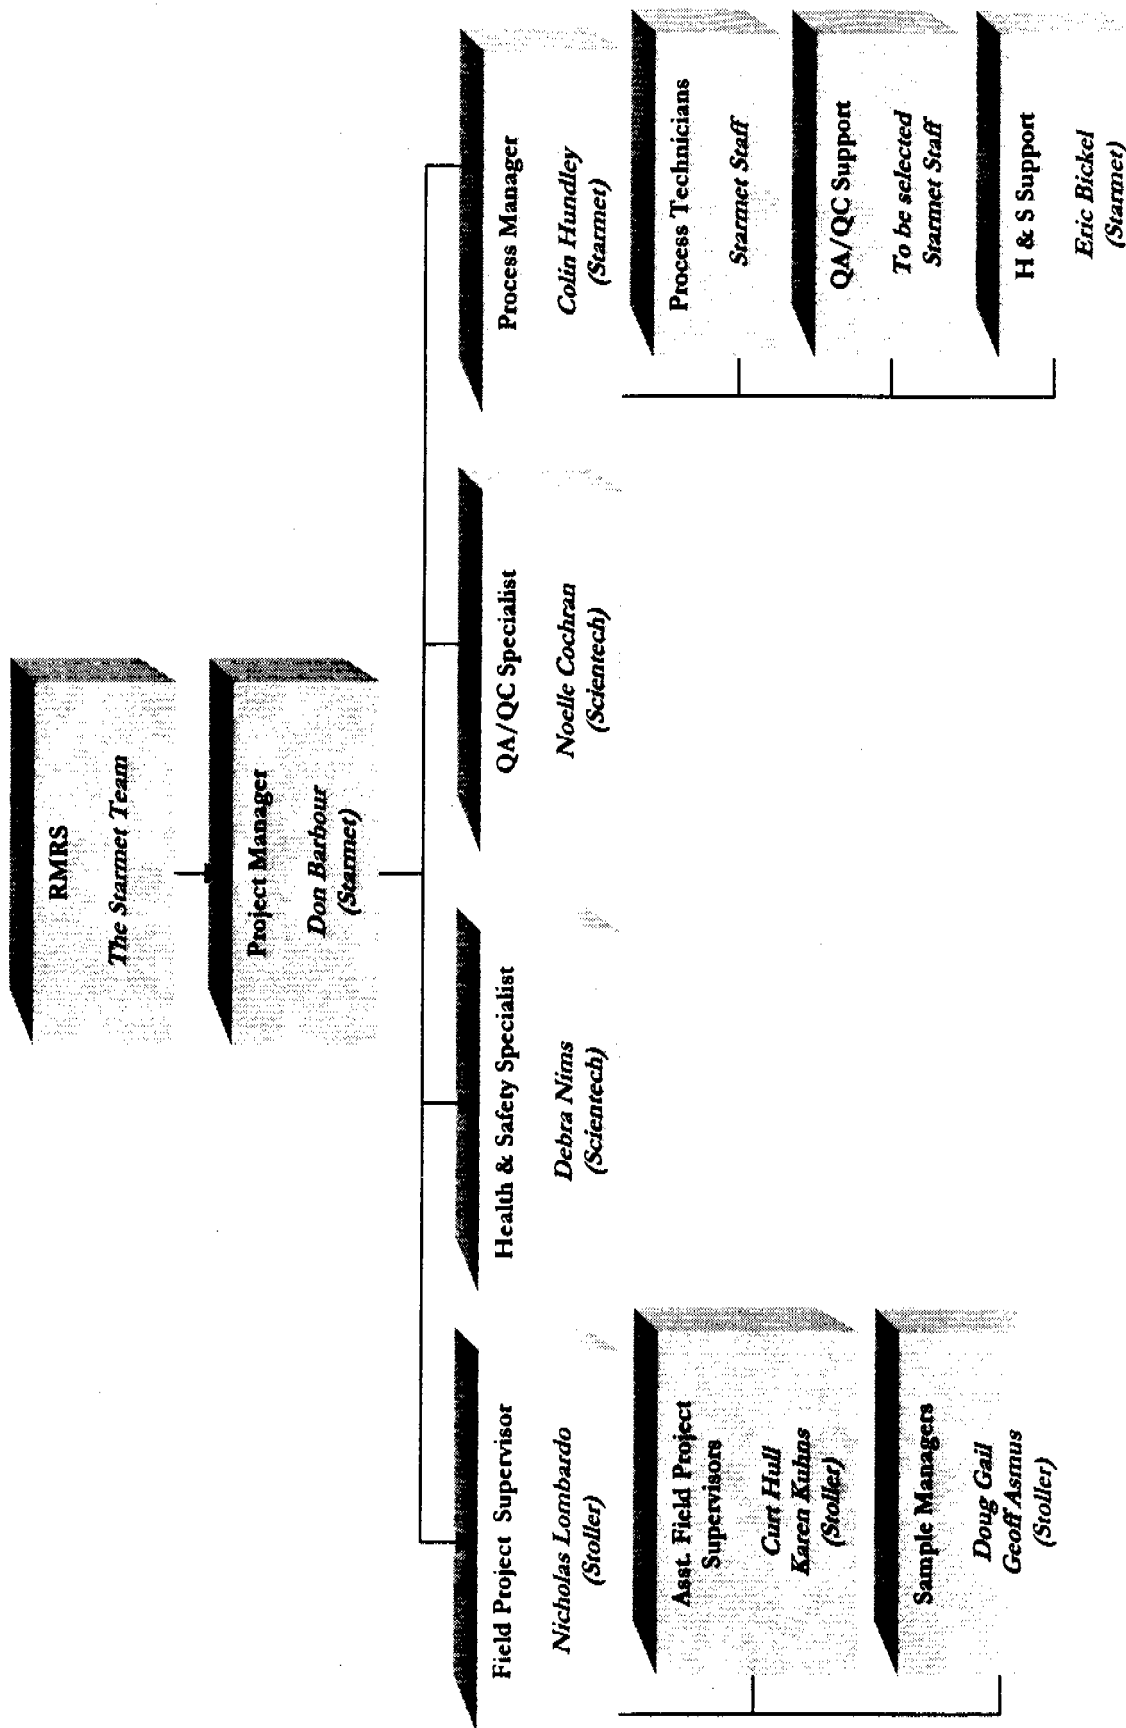 RMRS
The Starmet Team
Project Manager
Don Barbour
(Starmet)
Field Project Supervisor
Nicholas Lombardo
(Stoller)
Health & Safety Specialist
Debra Nims
(Scientech)
QA/QC Specialist
Noelle Cochran
(Scientech)
Process Manager
Colin Hundley
(Starmet)
Asst. Field Project
Supervisors
Curt Hull
Karen Kuhns
(Stoller)
Sample Managers
Doug Gail
Geoff Asmus
(Stoller)
Process Technicians
Starmet Staff
QA/QC Support
To be selected
Starmet Staff
H & S Support
Eric Bickel
(Starmet)